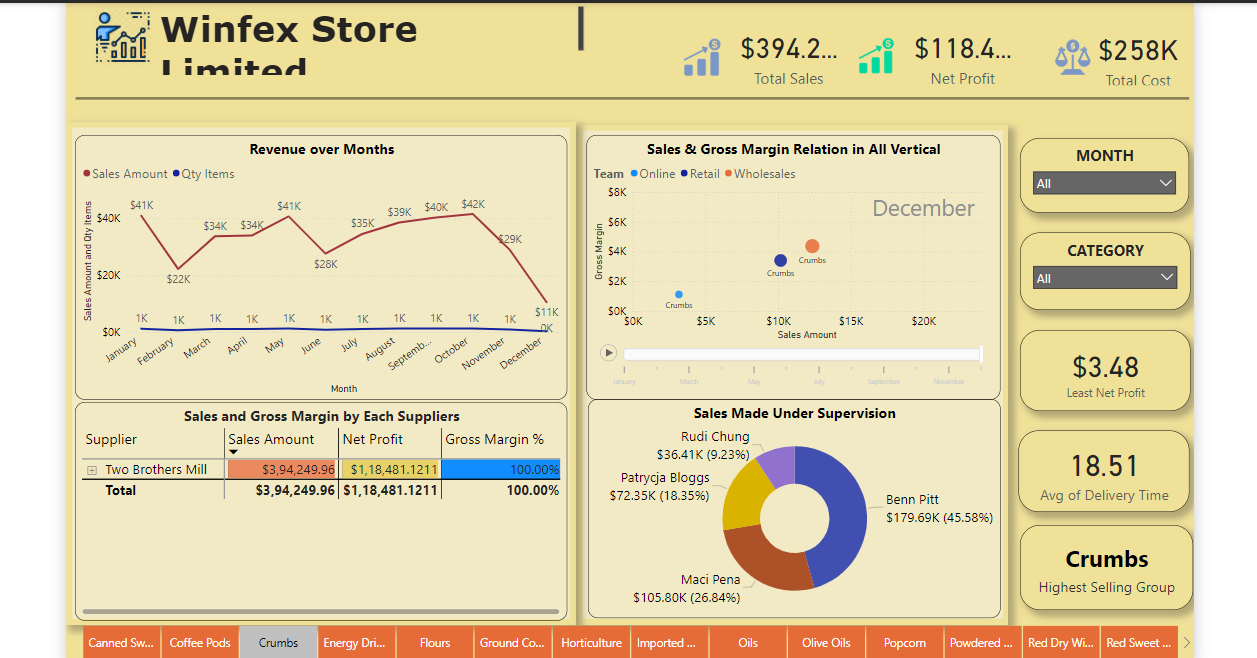 Winfex Store
Limited
$394.2...
Total Sales
$118.4...
Net Profit
$258K
Total Cost
Revenue over Months
Sales Amount Qty Items
Sales Amount and Qty Items
$40K
$20K
$0K
$41K
$22K
$34K
$34K
$41K
$28K
$35K
$39K
$40K
$42K
$29K
$11K
1K
1K
1K
1K
1K
1K
1K
1K
1K
1K
1K
0K
January
February
March
April
May
June
July
August
Septemb...
October
November
December
Month
Sales & Gross Margin Relation in All Vertical
Team Online Retail Wholesales
December
Gross Margin
$8K
$6K
$4K
$2K
$0K
Crumbs
Crumbs
Crumbs
$0K
$5K
$10K
$15K
$20K
Sales Amount
January
March
May
July
September
November
Sales and Gross Margin by Each Suppliers
Supplier Sales Amount Net Profit Gross Margin %
Two Brothers Mill $3,94,249.96 $1,18,481.1211 100.00%
Total $3,94,249.96 $1,18,481.1211 100.00%
Sales Made Under Supervision
Rudi Chung
$36.41K (9.23%)
Patrycja Bloggs
$72.35K (18.35%)
Benn Pitt
$179.69K (45.58%)
Maci Pena
$105.80K (26.84%)
MONTH
All
CATEGORY
All
$3.48
Least Net Profit
18.51
Avg of Delivery Time
Crumbs
Highest Selling Group
Canned Sw...
Coffee Pods
Crumbs
Energy Dri...
Flours
Ground Co...
Horticulture
Imported ...
Oils
Olive Oils
Popcorn
Powdered ...
Red Dry Wi...
Red Sweet ...